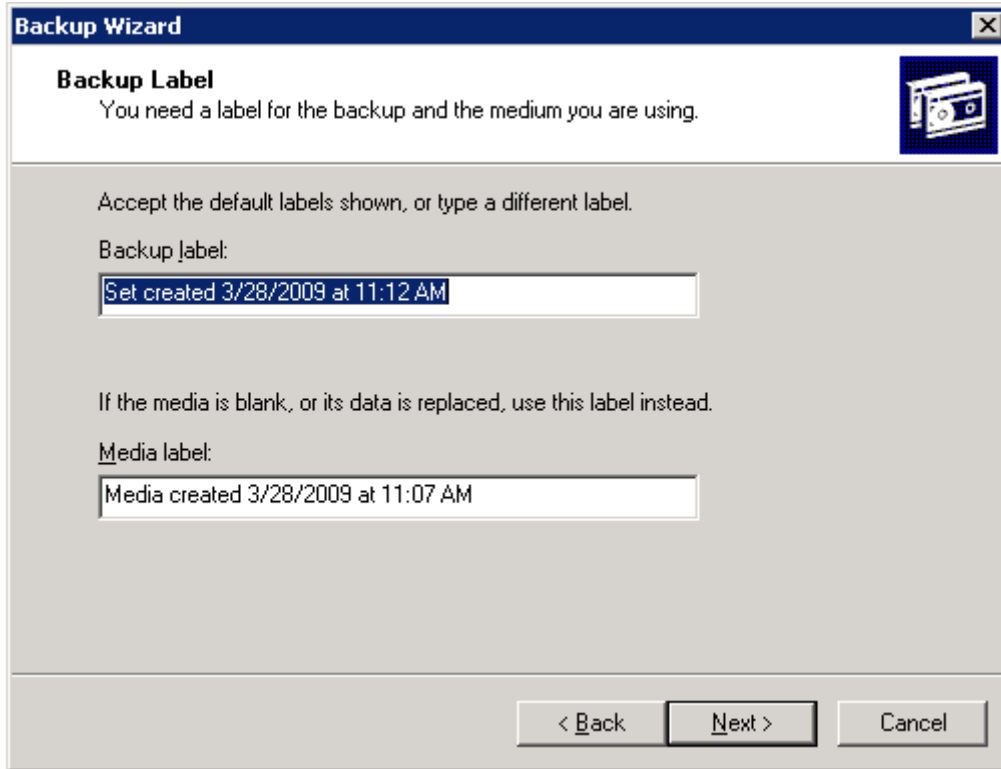 Backup Wizard
Backup Label
You need a label for the backup and the medium you are using.
Accept the default labels shown, or type a different label.
Backup label:
Set created 3/28/2009 at 11:12 AM
If the media is blank, or its data is replaced, use this label instead.
Media label:
Media created 3/28/2009 at 11:07 AM
< Back Next > Cancel